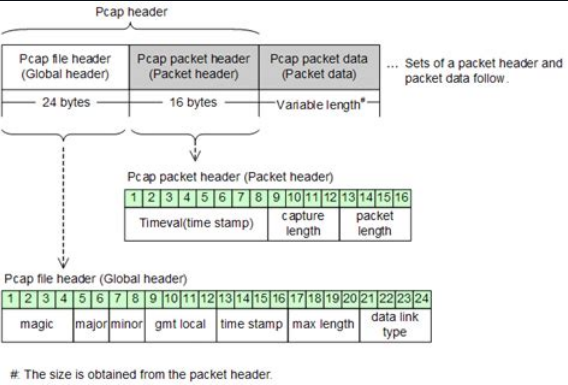 Pcap header
Pcap file header
(Global header)
Pcap packet header
(Packet header)
Pcap packet data
(Packet data)
... Sets of a packet header and
packet data follow.
24 bytes
16 bytes
Variable length#
Pcap packet header (Packet header)
1 2 3 4 5 6 7 8 9 10 11 12 13 14 15 16
Timeval(time stamp)
capture
length
packet
length
Pcap file header (Global header)
1 2 3 4 5 6 7 8 9 10 11 12 13 14 15 16 17 18 19 20 21 22 23 24
magic major minor gmt local time stamp max length data link
type
#: The size is obtained from the packet header.